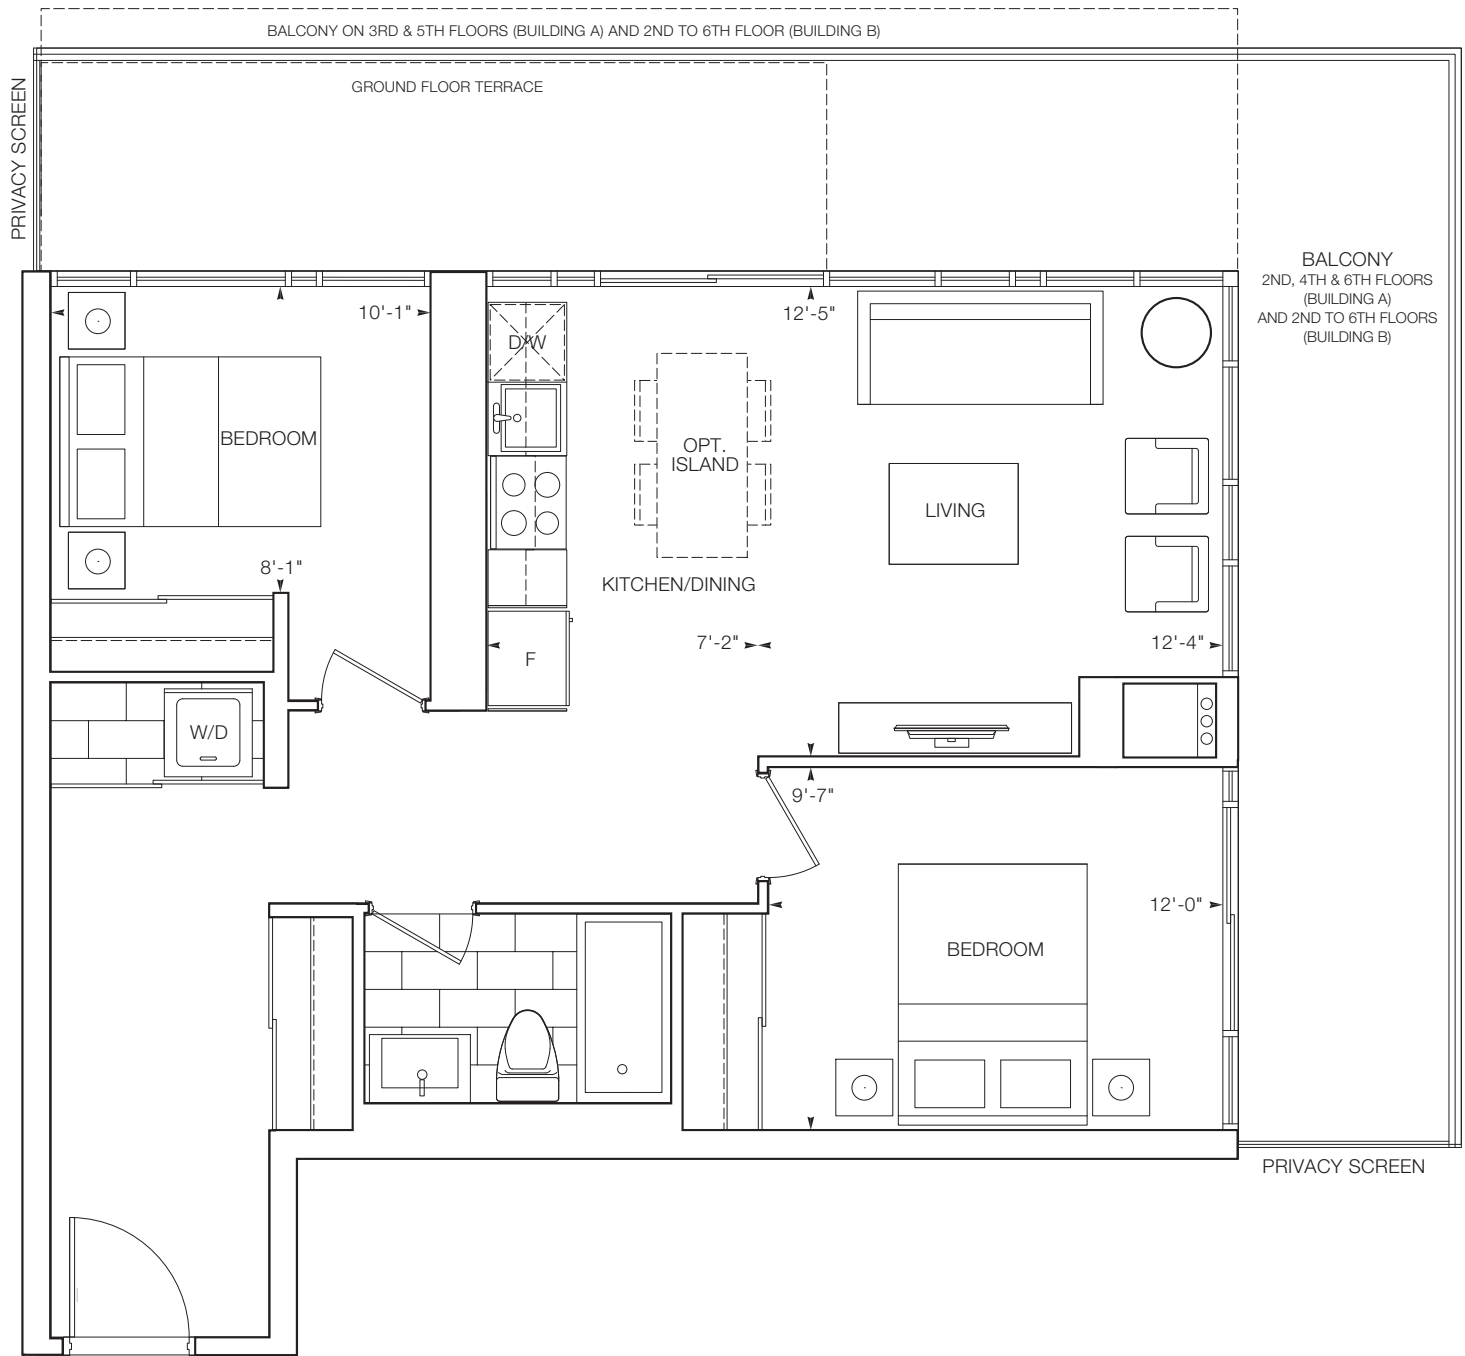 BALCONY ON 3RD & 5TH FLOORS (BUILDING A) AND 2ND TO 6TH FLOOR (BUILDING B)
GROUND FLOOR TERRACE
PRIVACY SCREEN
BALCONY
2ND, 4TH & 6TH FLOORS
(BUILDING A)
AND 2ND TO 6TH FLOORS
(BUILDING B)
10'-1"
12'-5"
D/W
BEDROOM
OPT.
ISLAND
LIVING
8'-1"
KITCHEN/DINING
7'-2"
12'-4"
F
W/D
9'-7"
12'-0"
BEDROOM
PRIVACY SCREEN